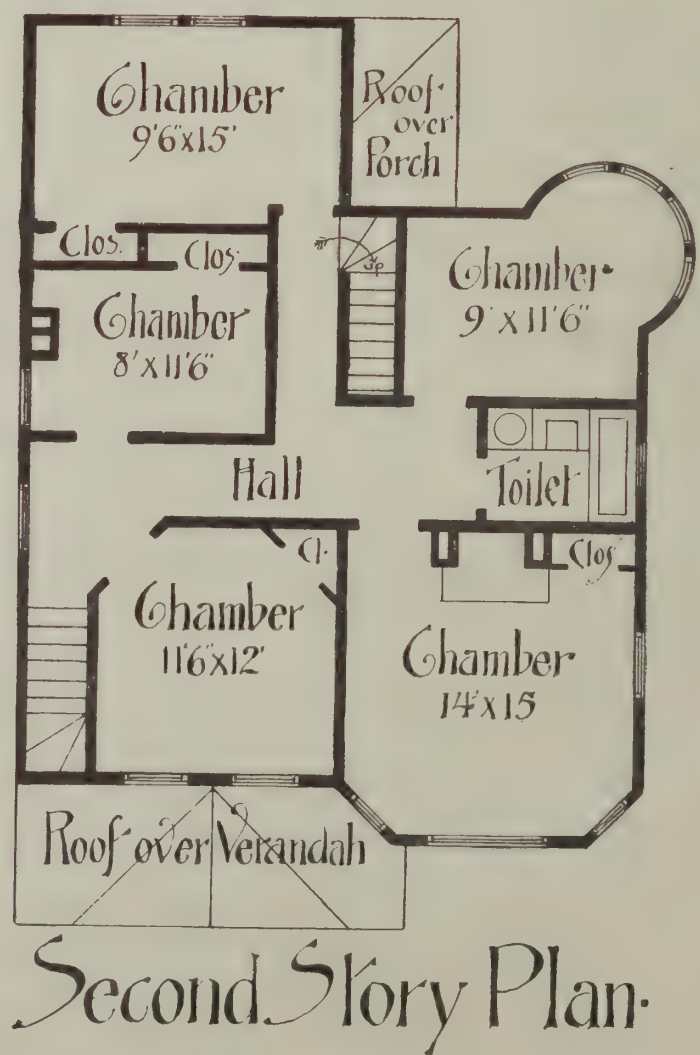 Chamber
9'6"x15'
Roof
over
Porch
Clos.
Clos.
up
Chamber
9' x 11'6"
Chamber
8' x 11'6"
Hall
Toilet
Cl.
Clos
Chamber
11'6"x12'
Chamber
14'x15
Roof over Verandah
Second Story Plan.